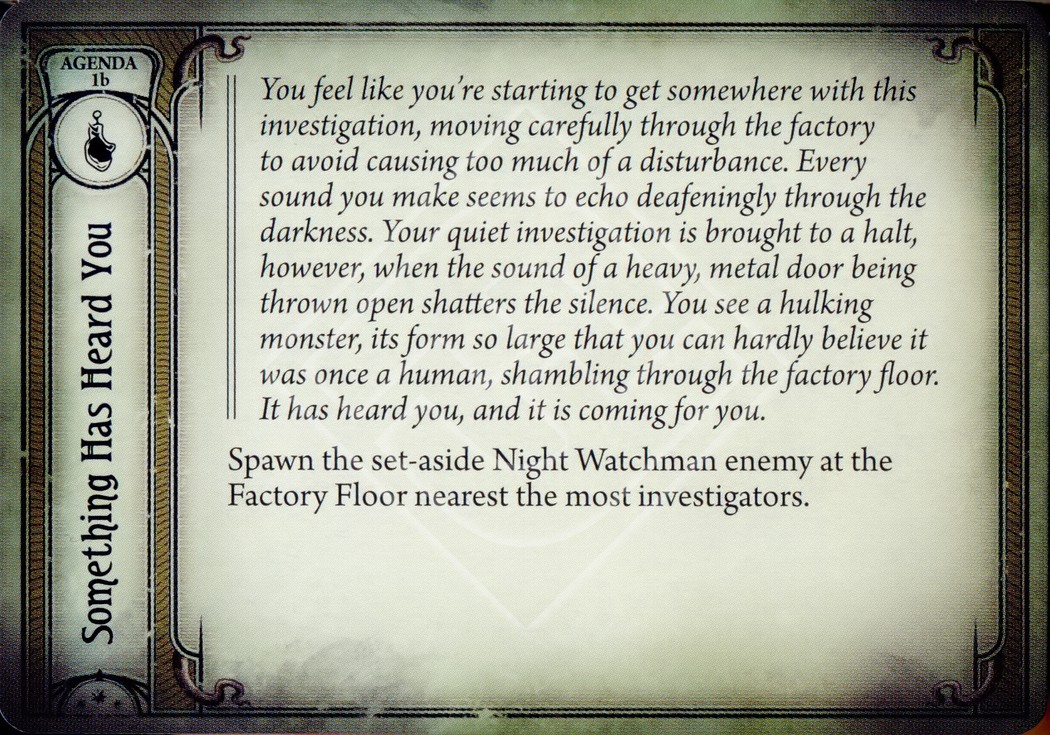 AGENDA
1b
Something Has Heard You
You feel like you're starting to get somewhere with this
investigation, moving carefully through the factory
to avoid causing too much of a disturbance. Every
sound you make seems to echo deafeningly through the
darkness. Your quiet investigation is brought to a halt,
however, when the sound of a heavy, metal door being
thrown open shatters the silence. You see a hulking
monster, its form so large that you can hardly believe it
was once a human, shambling through the factory floor.
It has heard you, and it is coming for you.
Spawn the set-aside Night Watchman enemy at the
Factory Floor nearest the most investigators.